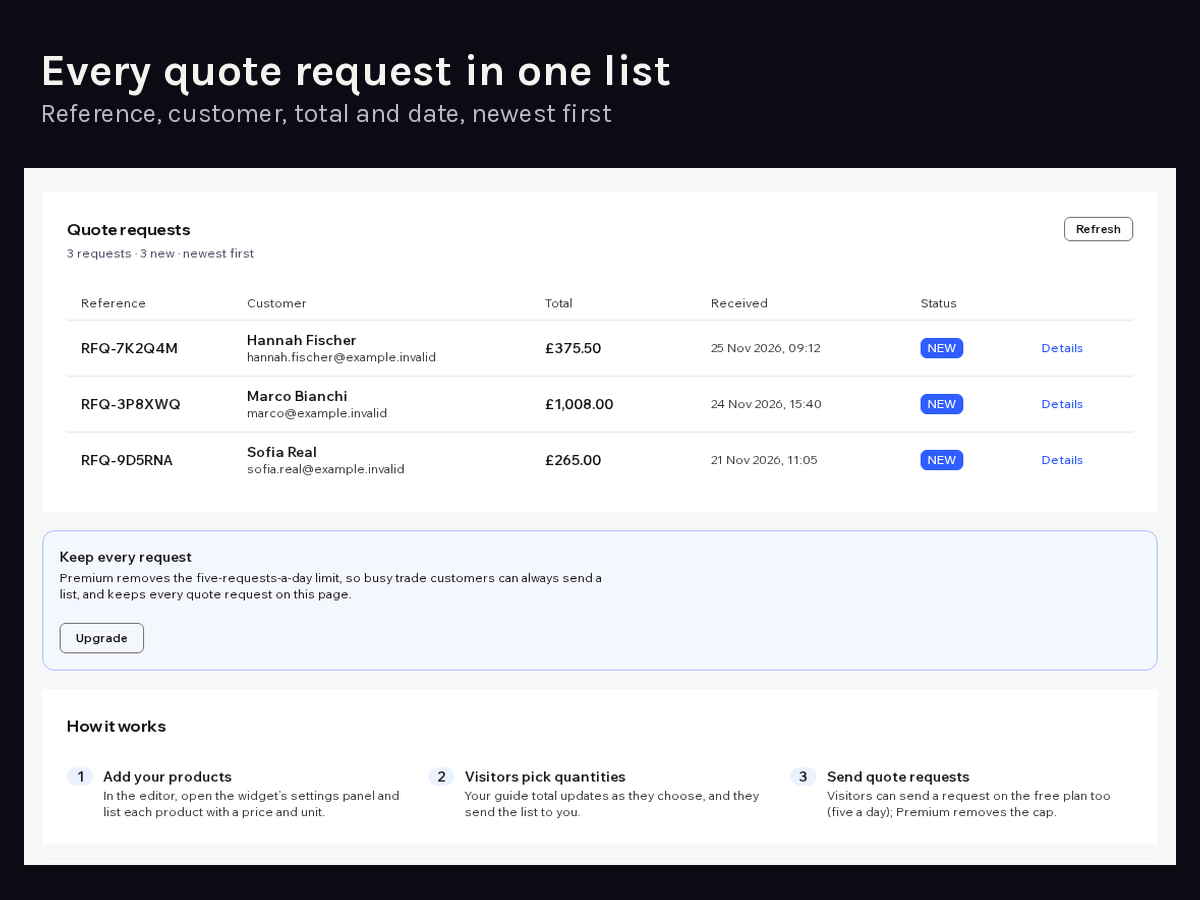 Every quote request in one list
Reference, customer, total and date, newest first
Quote requests
Refresh
3 requests · 3 new · newest first
Reference Customer Total Received Status
RFQ-7K2Q4M Hannah Fischer £375.50 25 Nov 2026, 09:12 NEW Details
hannah.fischer@example.invalid
RFQ-3P8XWQ Marco Bianchi £1,008.00 24 Nov 2026, 15:40 NEW Details
marco@example.invalid
RFQ-9D5RNA Sofia Real £265.00 21 Nov 2026, 11:05 NEW Details
sofia.real@example.invalid
Keep every request
Premium removes the five-requests-a-day limit, so busy trade customers can always send a
list, and keeps every quote request on this page.
Upgrade
How it works
1 Add your products
In the editor, open the widget's settings panel and
list each product with a price and unit.
2 Visitors pick quantities
Your guide total updates as they choose, and they
send the list to you.
3 Send quote requests
Visitors can send a request on the free plan too
(five a day); Premium removes the cap.